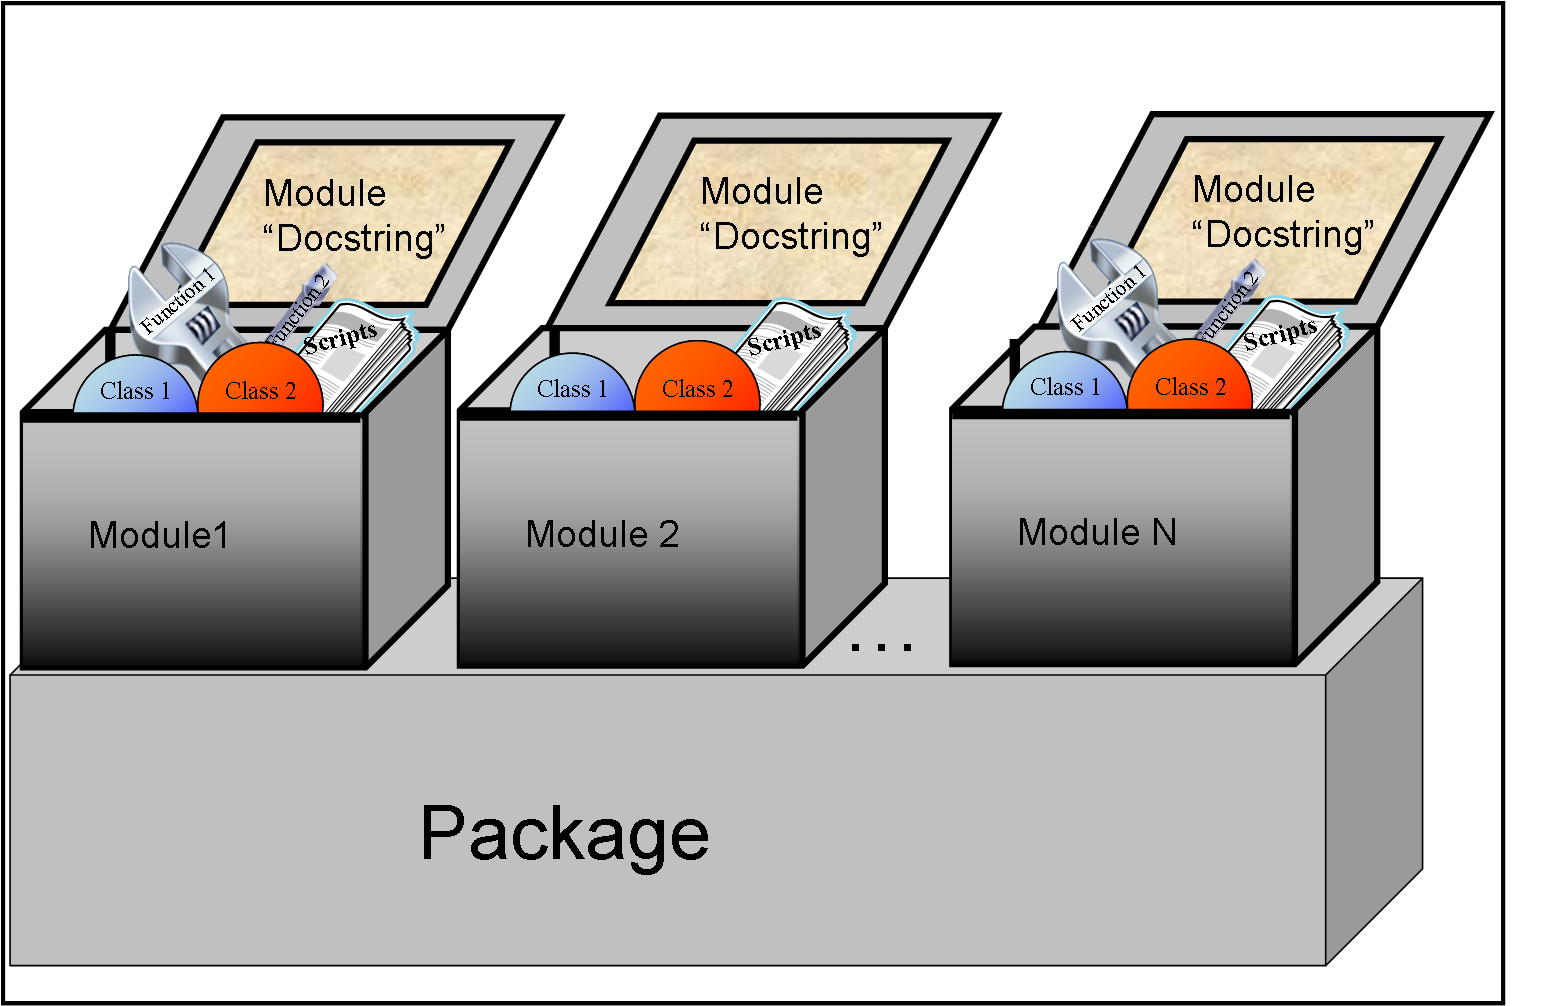 Module
“Docstring”
Function 1
Function 2
Scripts
Class 1
Class 2
Module1
Module
“Docstring”
Scripts
Class 1
Class 2
Module 2
Module
“Docstring”
Function 1
Function 2
Scripts
Class 1
Class 2
Module N
...
Package